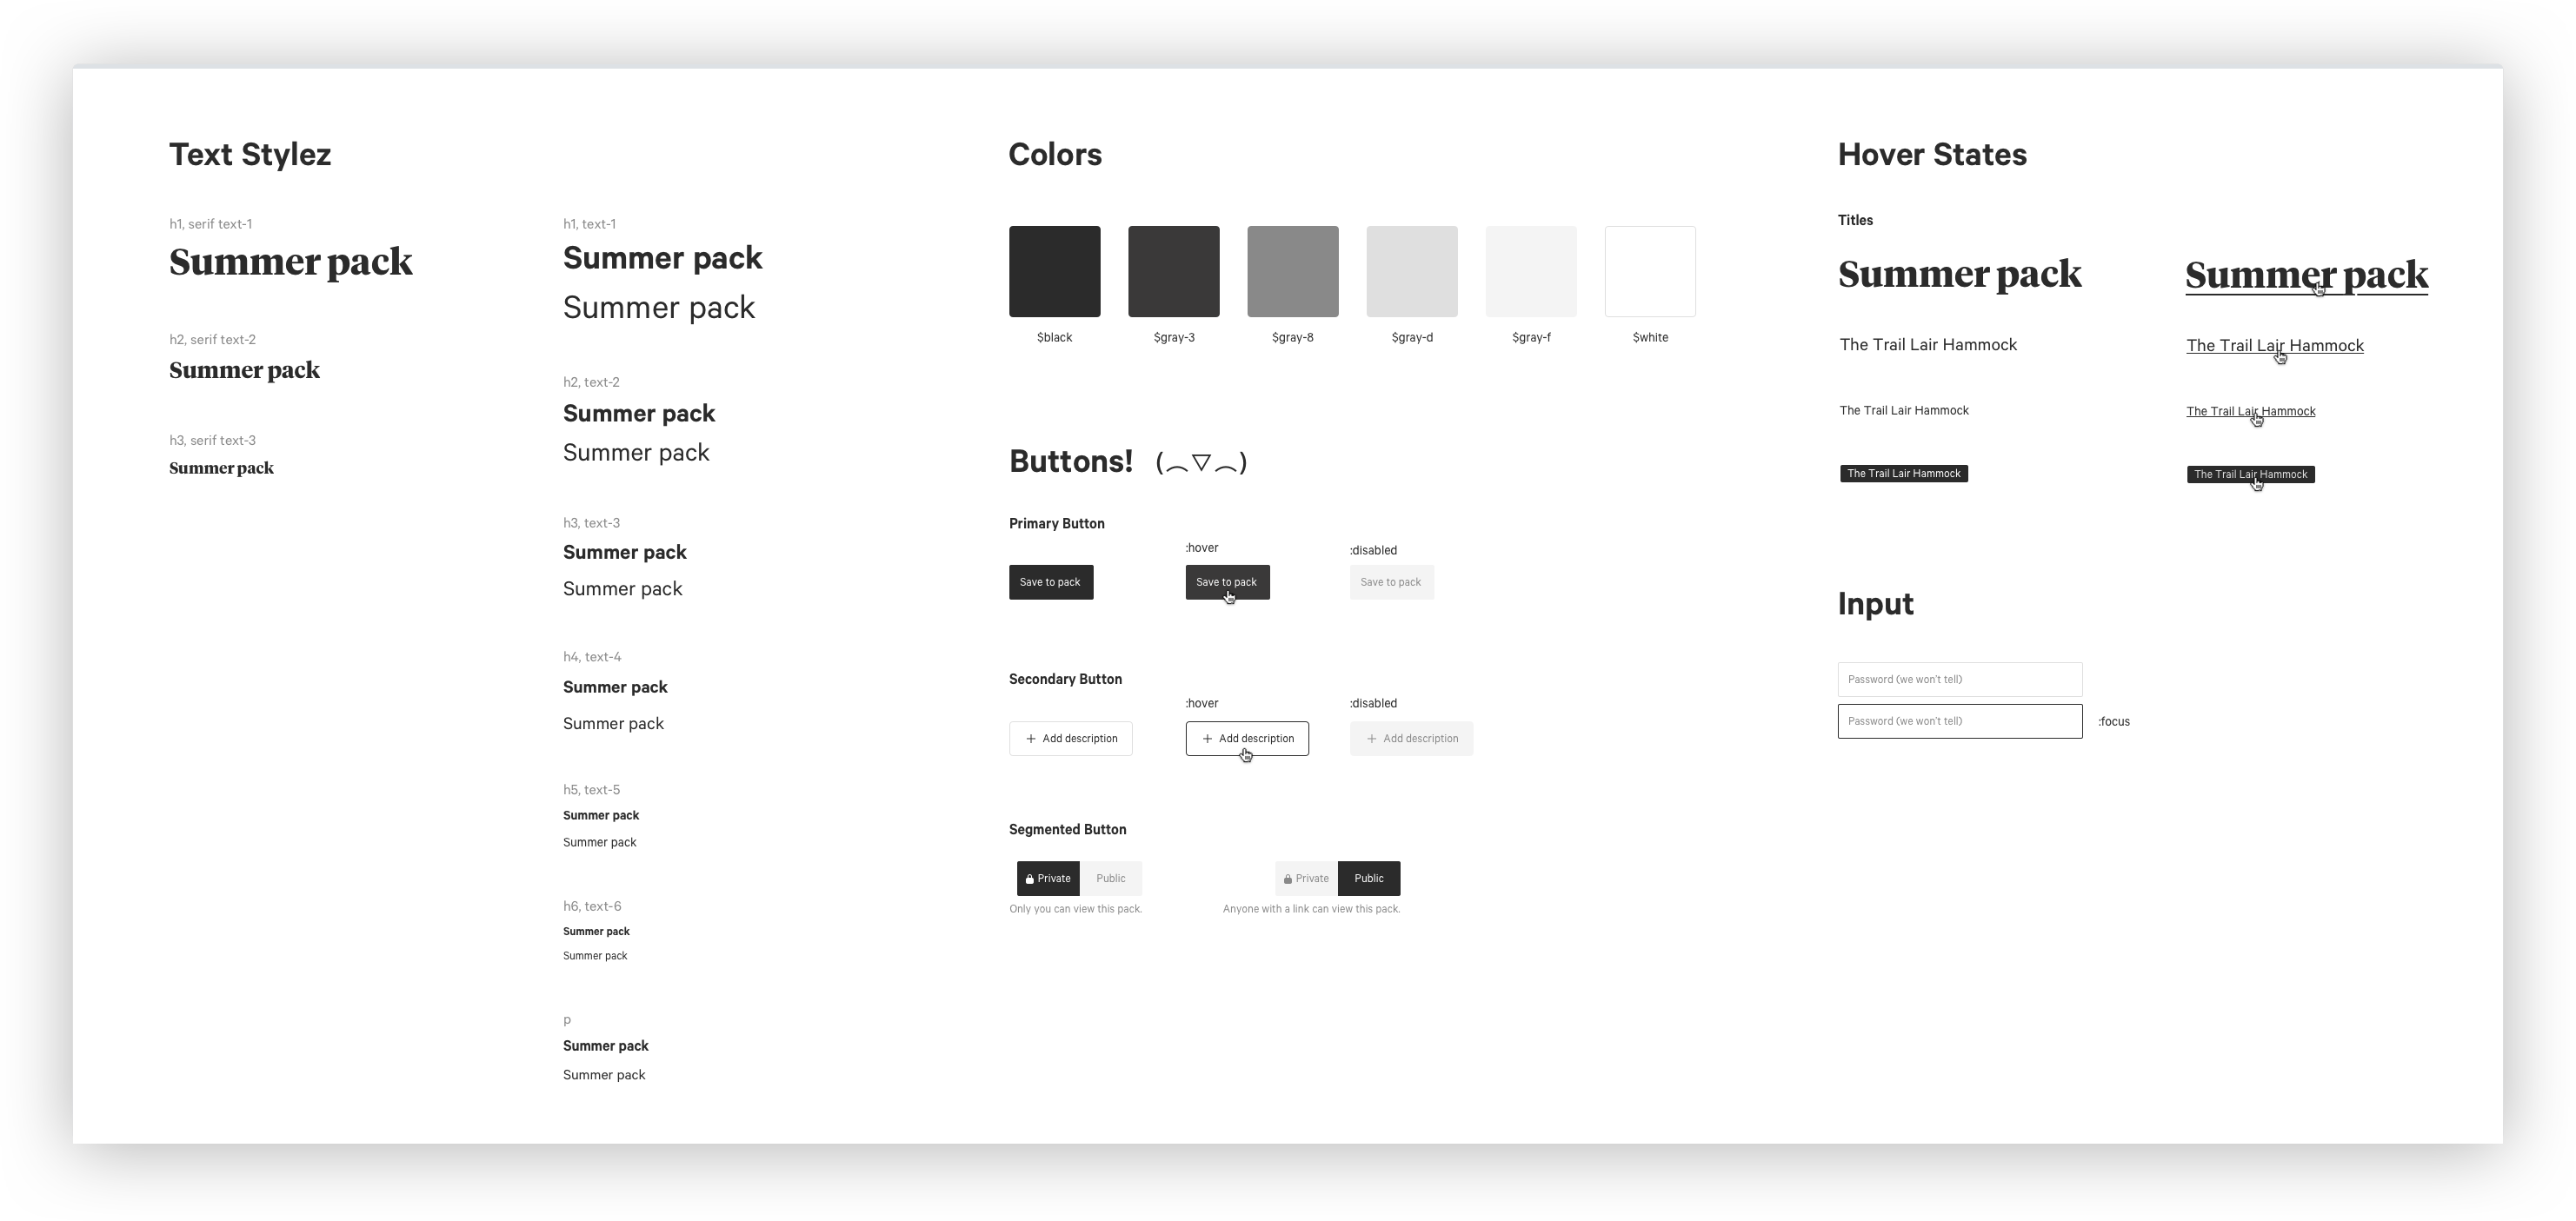 Text Stylez
h1, serif text-1
Summer pack
h2, serif text-2
Summer pack
h3, serif text-3
Summer pack
h1, text-1
Summer pack
Summer pack
h2, text-2
Summer pack
Summer pack
h3, text-3
Summer pack
Summer pack
h4, text-4
Summer pack
Summer pack
h5, text-5
Summer pack
Summer pack
h6, text-6
Summer pack
Summer pack
p
Summer pack
Summer pack
Colors
$black $gray-3 $gray-8 $gray-d $gray-f $white
Buttons! (︵▽︵)
Primary Button
:hover :disabled
Save to pack Save to pack Save to pack
Secondary Button
:hover :disabled
+ Add description + Add description + Add description
Segmented Button
Private Public Private Public
Only you can view this pack. Anyone with a link can view this pack.
Hover States
Titles
Summer pack Summer pack
The Trail Lair Hammock The Trail Lair Hammock
The Trail Lair Hammock The Trail Lair Hammock
The Trail Lair Hammock The Trail Lair Hammock
Input
Password (we won't tell)
Password (we won't tell) :focus